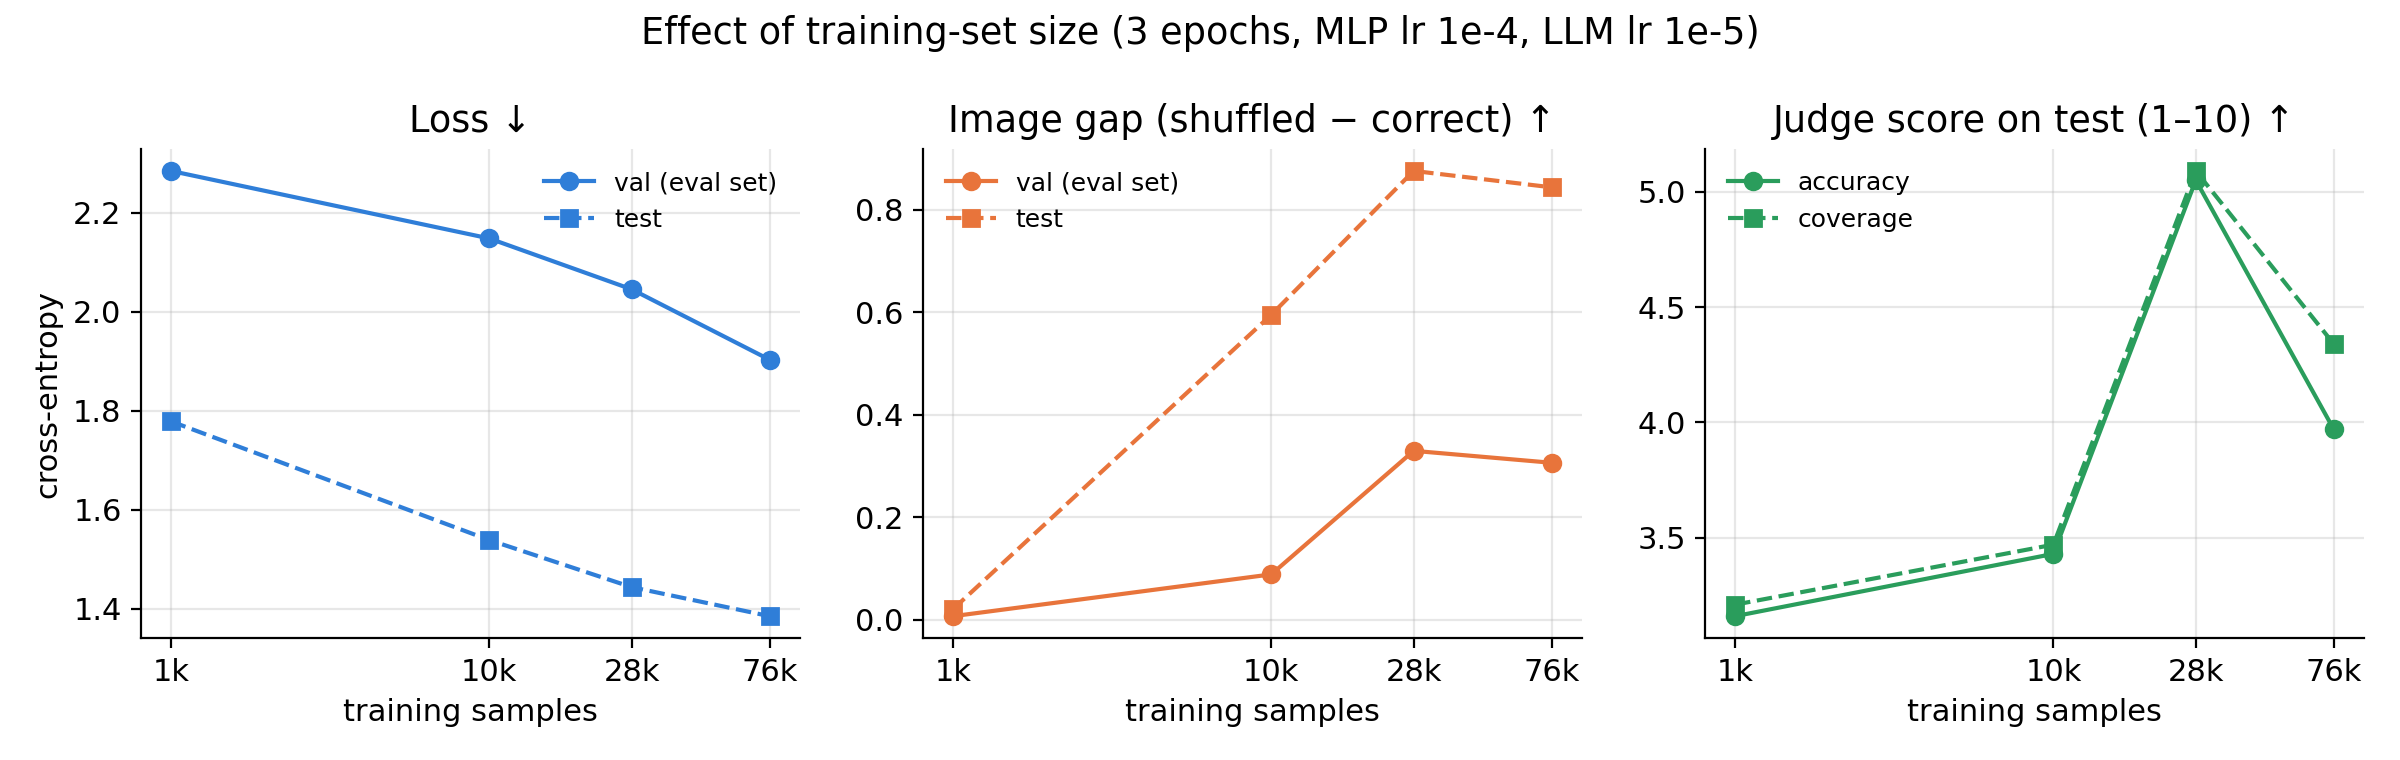 Effect of training-set size (3 epochs, MLP lr 1e-4, LLM lr 1e-5)
Loss ↓
val (eval set)
test
cross-entropy
2.2
2.0
1.8
1.6
1.4
1k
10k
28k
76k
training samples
Image gap (shuffled − correct) ↑
val (eval set)
test
0.8
0.6
0.4
0.2
0.0
1k
10k
28k
76k
training samples
Judge score on test (1–10) ↑
accuracy
coverage
5.0
4.5
4.0
3.5
1k
10k
28k
76k
training samples